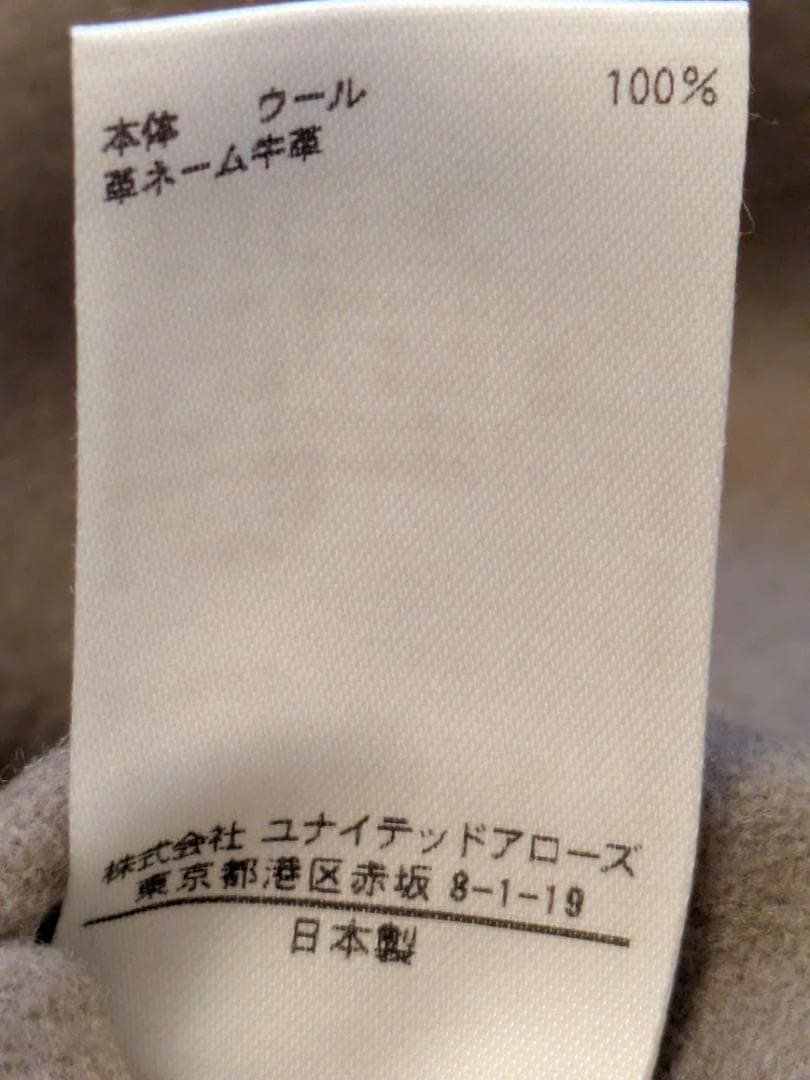 本体 ウール 100%
革ネーム牛革
株式会社 ユナイテッドアローズ
東京都港区赤坂 8-1-19
日本製